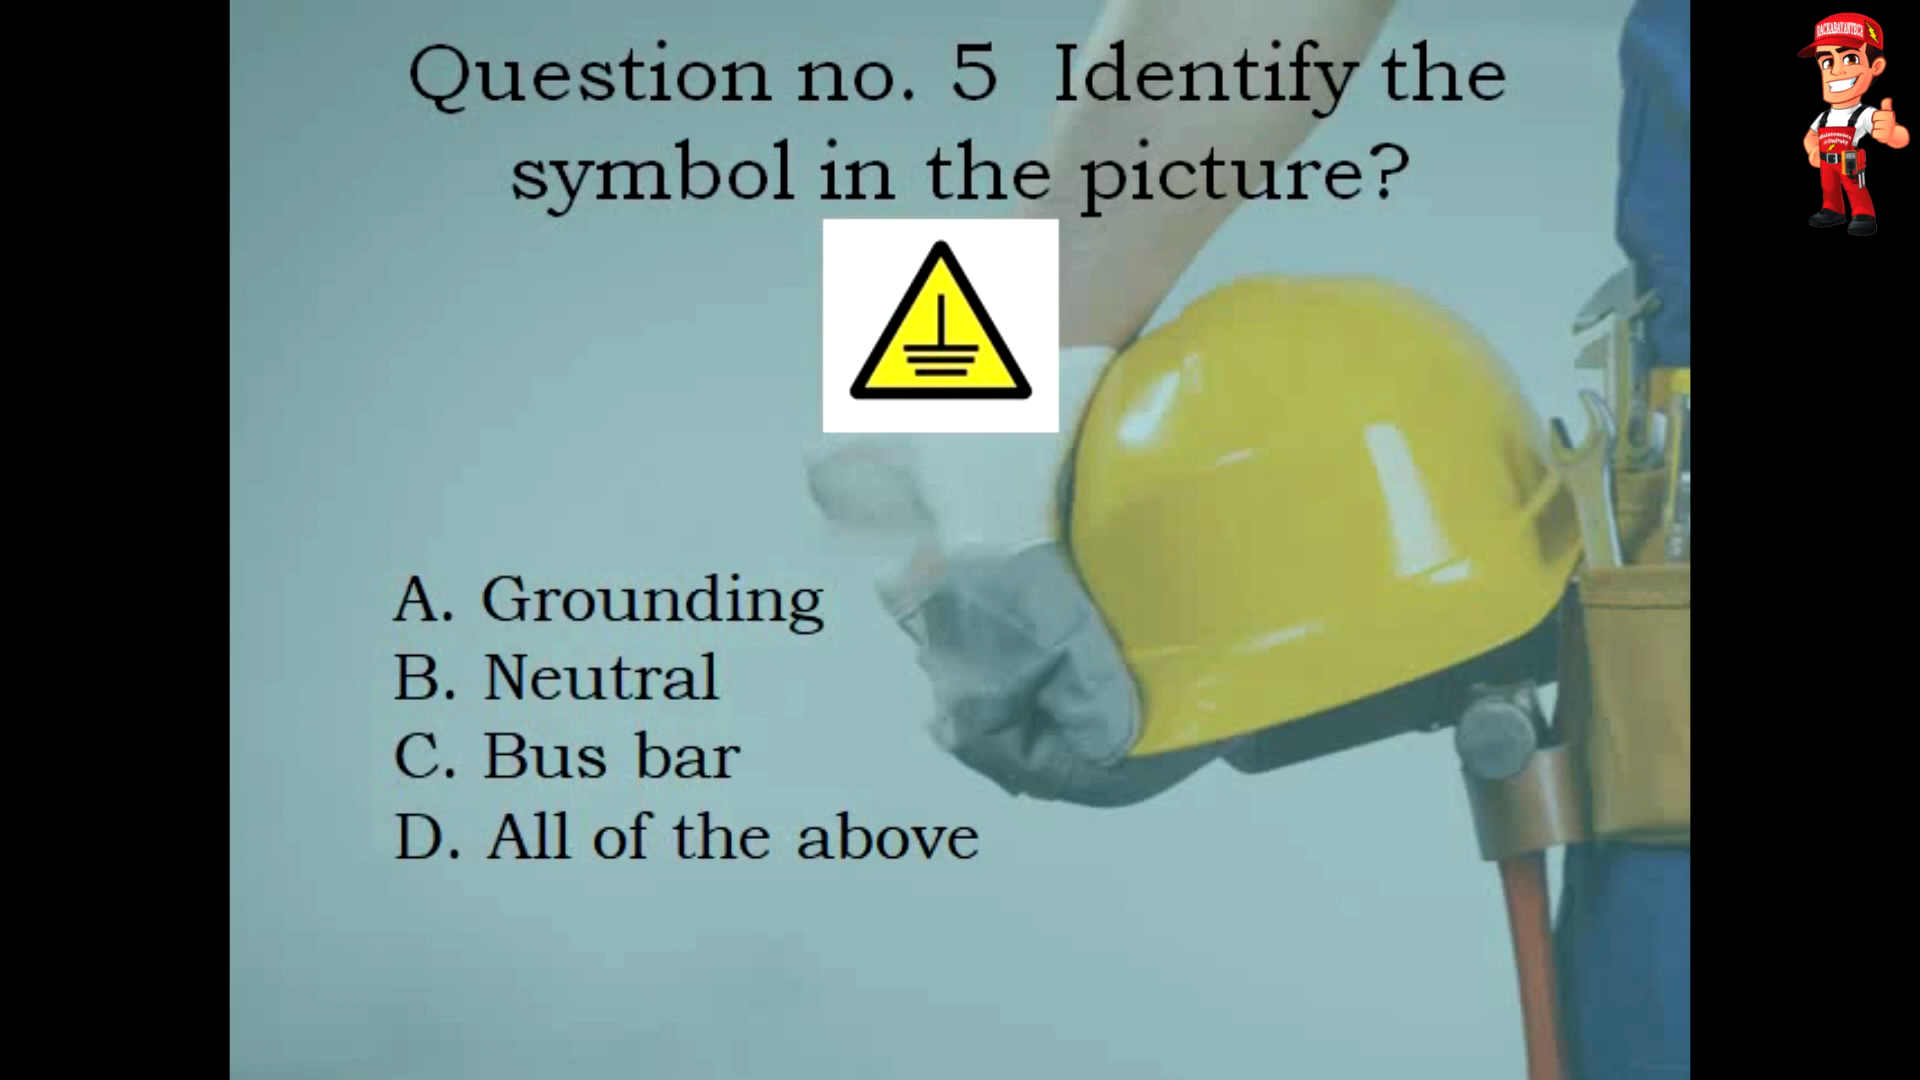 Question no. 5 Identify the
symbol in the picture?
A. Grounding
B. Neutral
C. Bus bar
D. All of the above